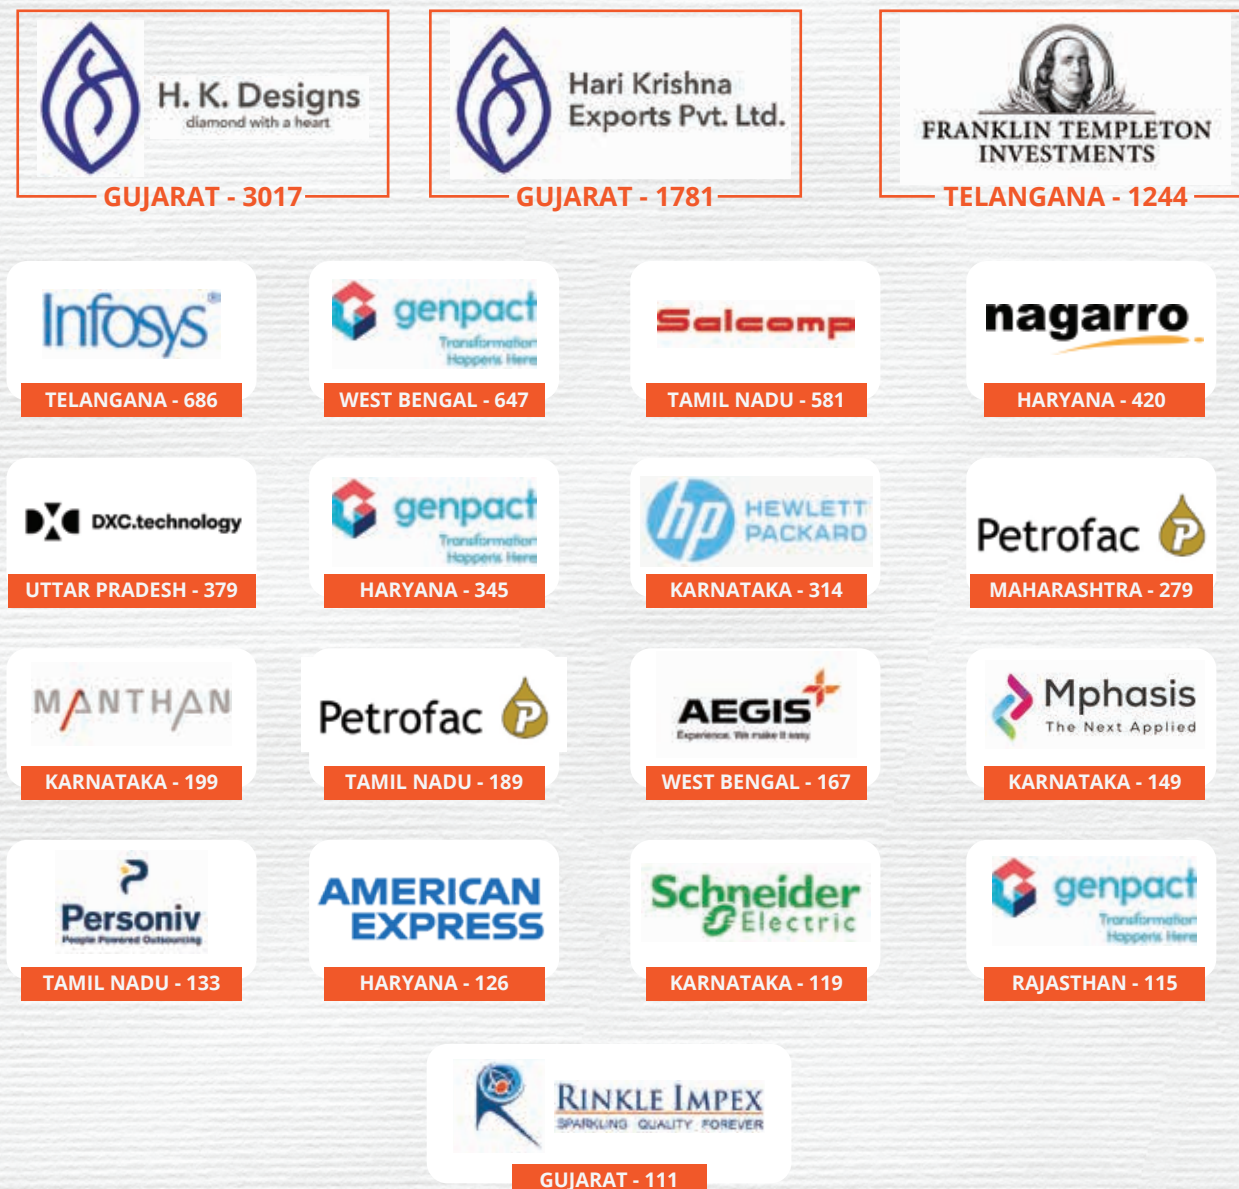 H. K. Designs
diamond with a heart
GUJARAT - 3017
Hari Krishna
Exports Pvt. Ltd.
GUJARAT - 1781
FRANKLIN TEMPLETON
INVESTMENTS
TELANGANA - 1244
Infosys®
TELANGANA - 686
genpact
Transformation
Happens Here
WEST BENGAL - 647
Salcomp
TAMIL NADU - 581
nagarro
HARYANA - 420
DXC.technology
UTTAR PRADESH - 379
genpact
Transformation
Happens Here
HARYANA - 345
hp
HEWLETT
PACKARD
KARNATAKA - 314
Petrofac
P
MAHARASHTRA - 279
MANTHAN
KARNATAKA - 199
Petrofac
P
TAMIL NADU - 189
AEGIS
Experience. We make it easy.
WEST BENGAL - 167
Mphasis
The Next Applied
KARNATAKA - 149
Personiv
People Powered Outsourcing
TAMIL NADU - 133
AMERICAN
EXPRESS
HARYANA - 126
Schneider
Electric
KARNATAKA - 119
genpact
Transformation
Happens Here
RAJASTHAN - 115
RINKLE IMPEX
SPARKLING QUALITY FOREVER
GUJARAT - 111